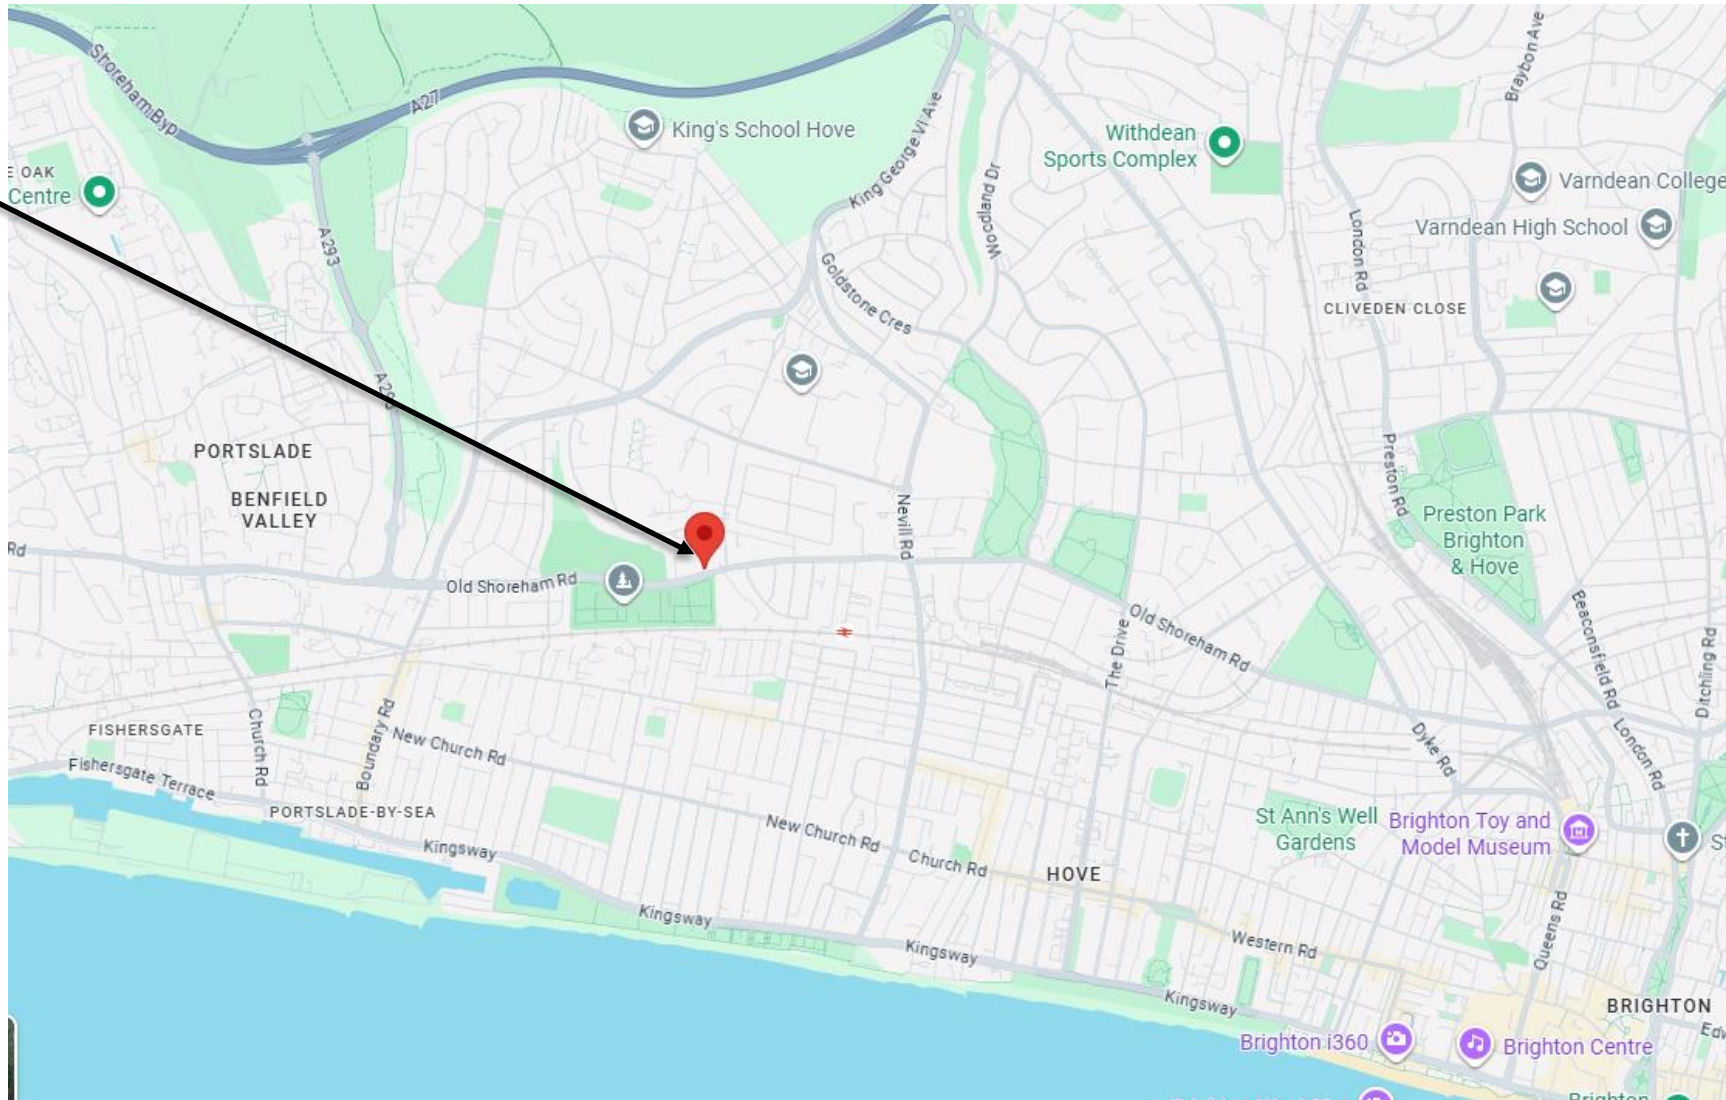 Shoreham Byp
A27
King's School Hove
King George VI Ave
Woodland Dr
Withdean
Sports Complex
Braybon Ave
Varndean College
Varndean High School
E OAK
Centre
A293
Goldstone Cres
London Rd
CLIVEDEN CLOSE
A293
PORTSLADE
BENFIELD
VALLEY
Nevill Rd
Preston Rd
Preston Park
Brighton
& Hove
Rd
Old Shoreham Rd
The Drive
Old Shoreham Rd
Beaconsfield Rd
Ditchling Rd
FISHERSGATE
Church Rd
Boundary Rd
New Church Rd
Dyke Rd
London Rd
Fishersgate Terrace
PORTSLADE-BY-SEA
Kingsway
New Church Rd
Church Rd
HOVE
St Ann's Well
Gardens
Brighton Toy and
Model Museum
St
Kingsway
Kingsway
Western Rd
Queens Rd
Kingsway
BRIGHTON
Edw
Brighton i360
Brighton Centre
Brighton